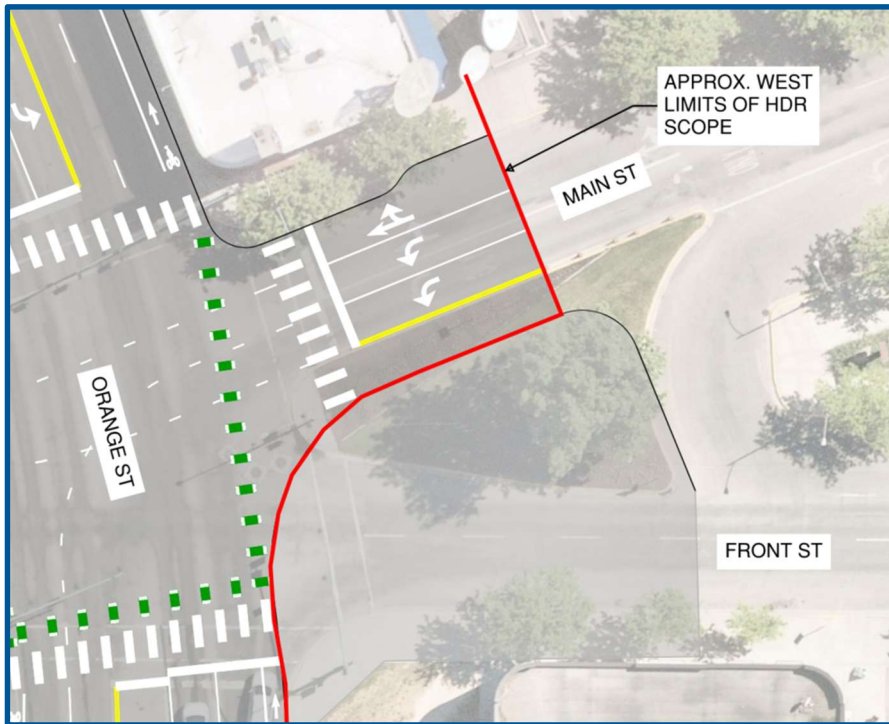 APPROX. WEST
LIMITS OF HDR
SCOPE
MAIN ST
ORANGE ST
FRONT ST